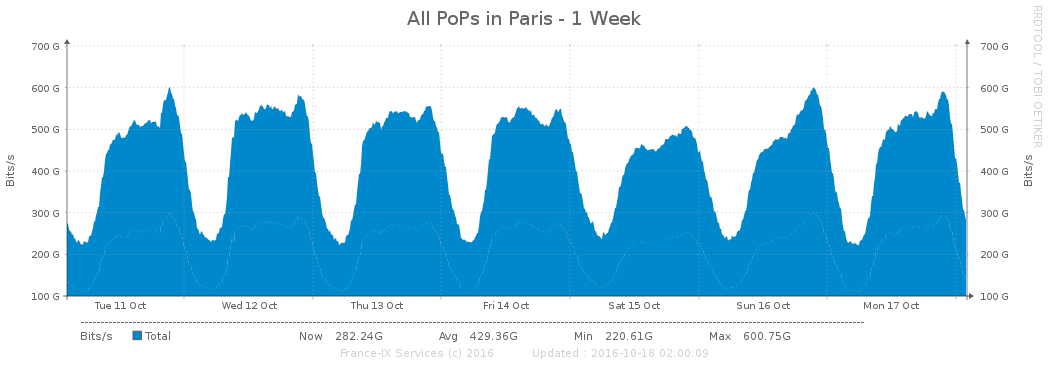 All PoPs in Paris - 1 Week
RRDTOOL / TOBI OETIKER
Bits/s
Bits/s
700 G 700 G
600 G 600 G
500 G 500 G
400 G 400 G
300 G 300 G
200 G 200 G
100 G 100 G
Tue 11 Oct Wed 12 Oct Thu 13 Oct Fri 14 Oct Sat 15 Oct Sun 16 Oct Mon 17 Oct
Bits/s Total Now 282.24G Avg 429.36G Min 220.61G Max 600.75G
France-IX Services (c) 2016 Updated : 2016-10-18 02:00:09